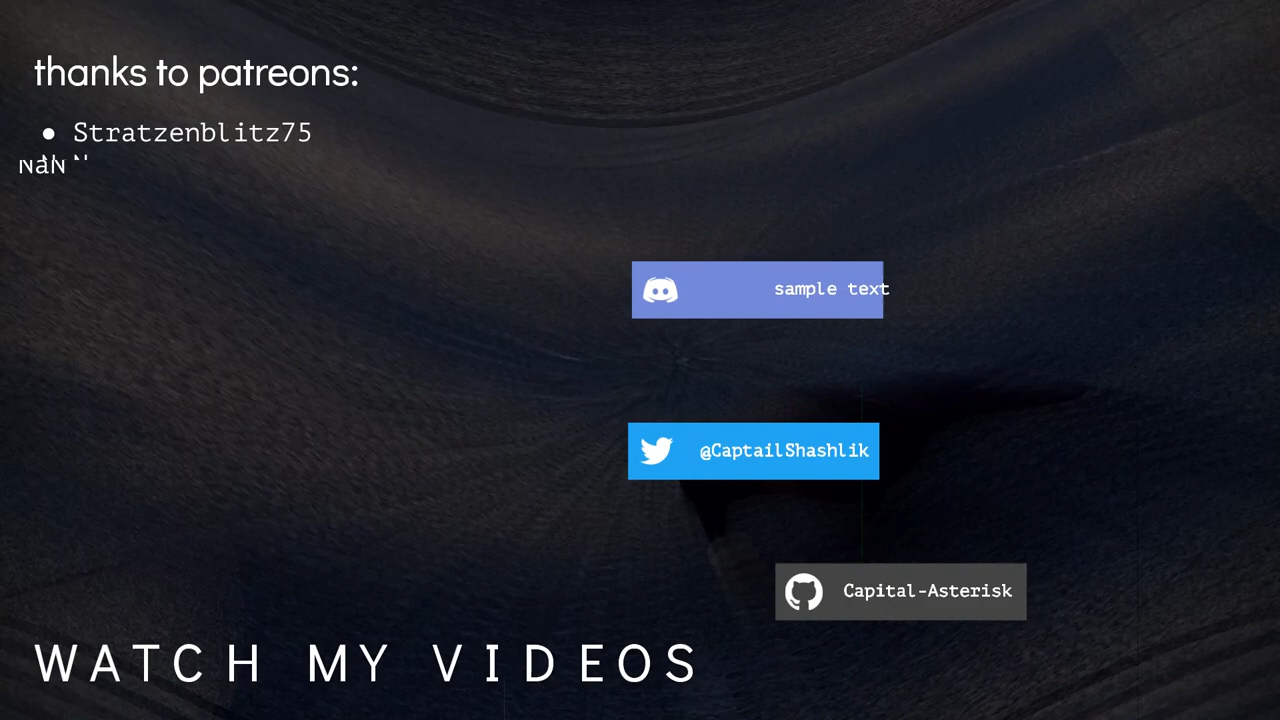 thanks to patreons:
● Stratzenblitz75
NaN
sample text
@CaptailShashlik
Capital-Asterisk
WATCH MY VIDEOS